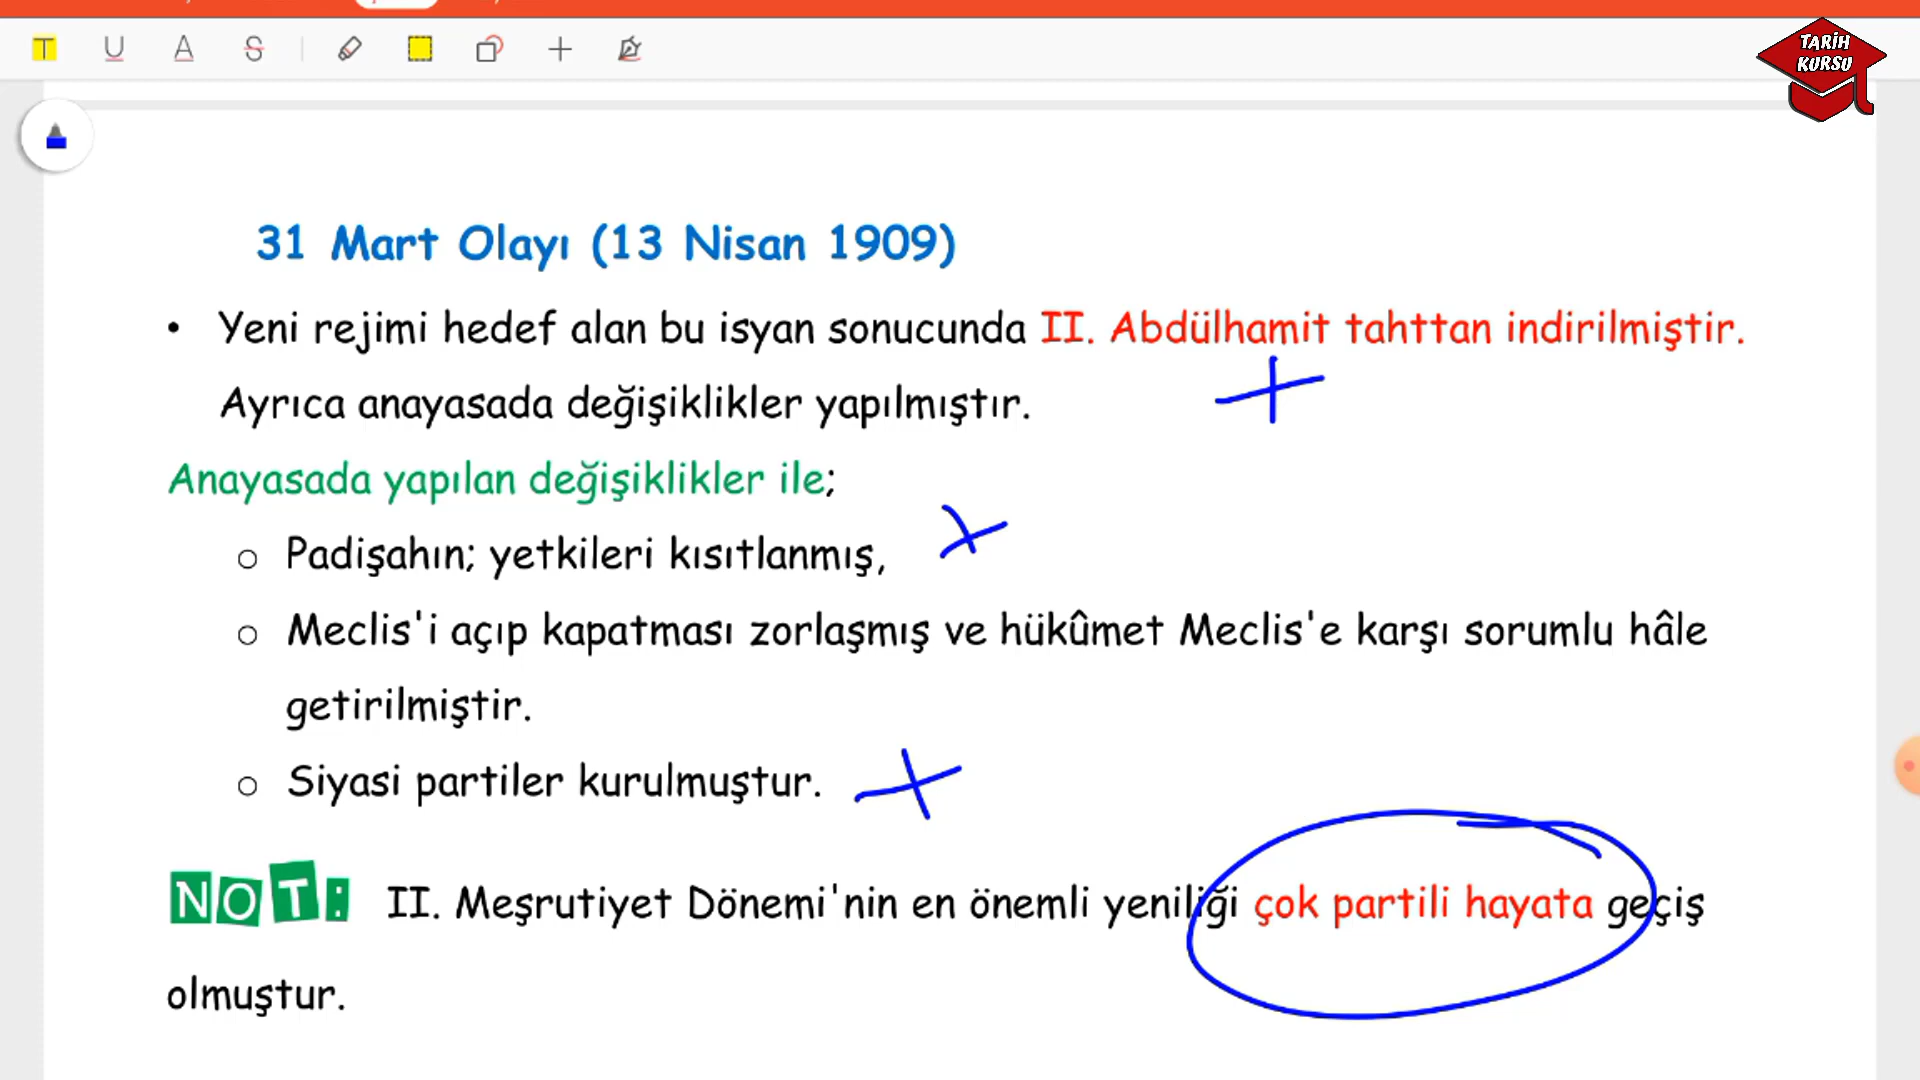 TARİH
KURSU
31 Mart Olayı (13 Nisan 1909)
• Yeni rejimi hedef alan bu isyan sonucunda II. Abdülhamit tahttan indirilmiştir.
Ayrıca anayasada değişiklikler yapılmıştır.
Anayasada yapılan değişiklikler ile;
o Padişahın; yetkileri kısıtlanmış,
o Meclis'i açıp kapatması zorlaşmış ve hükûmet Meclis'e karşı sorumlu hâle
getirilmiştir.
o Siyasi partiler kurulmuştur.
NOT: II. Meşrutiyet Dönemi'nin en önemli yeniliği çok partili hayata geçiş
olmuştur.